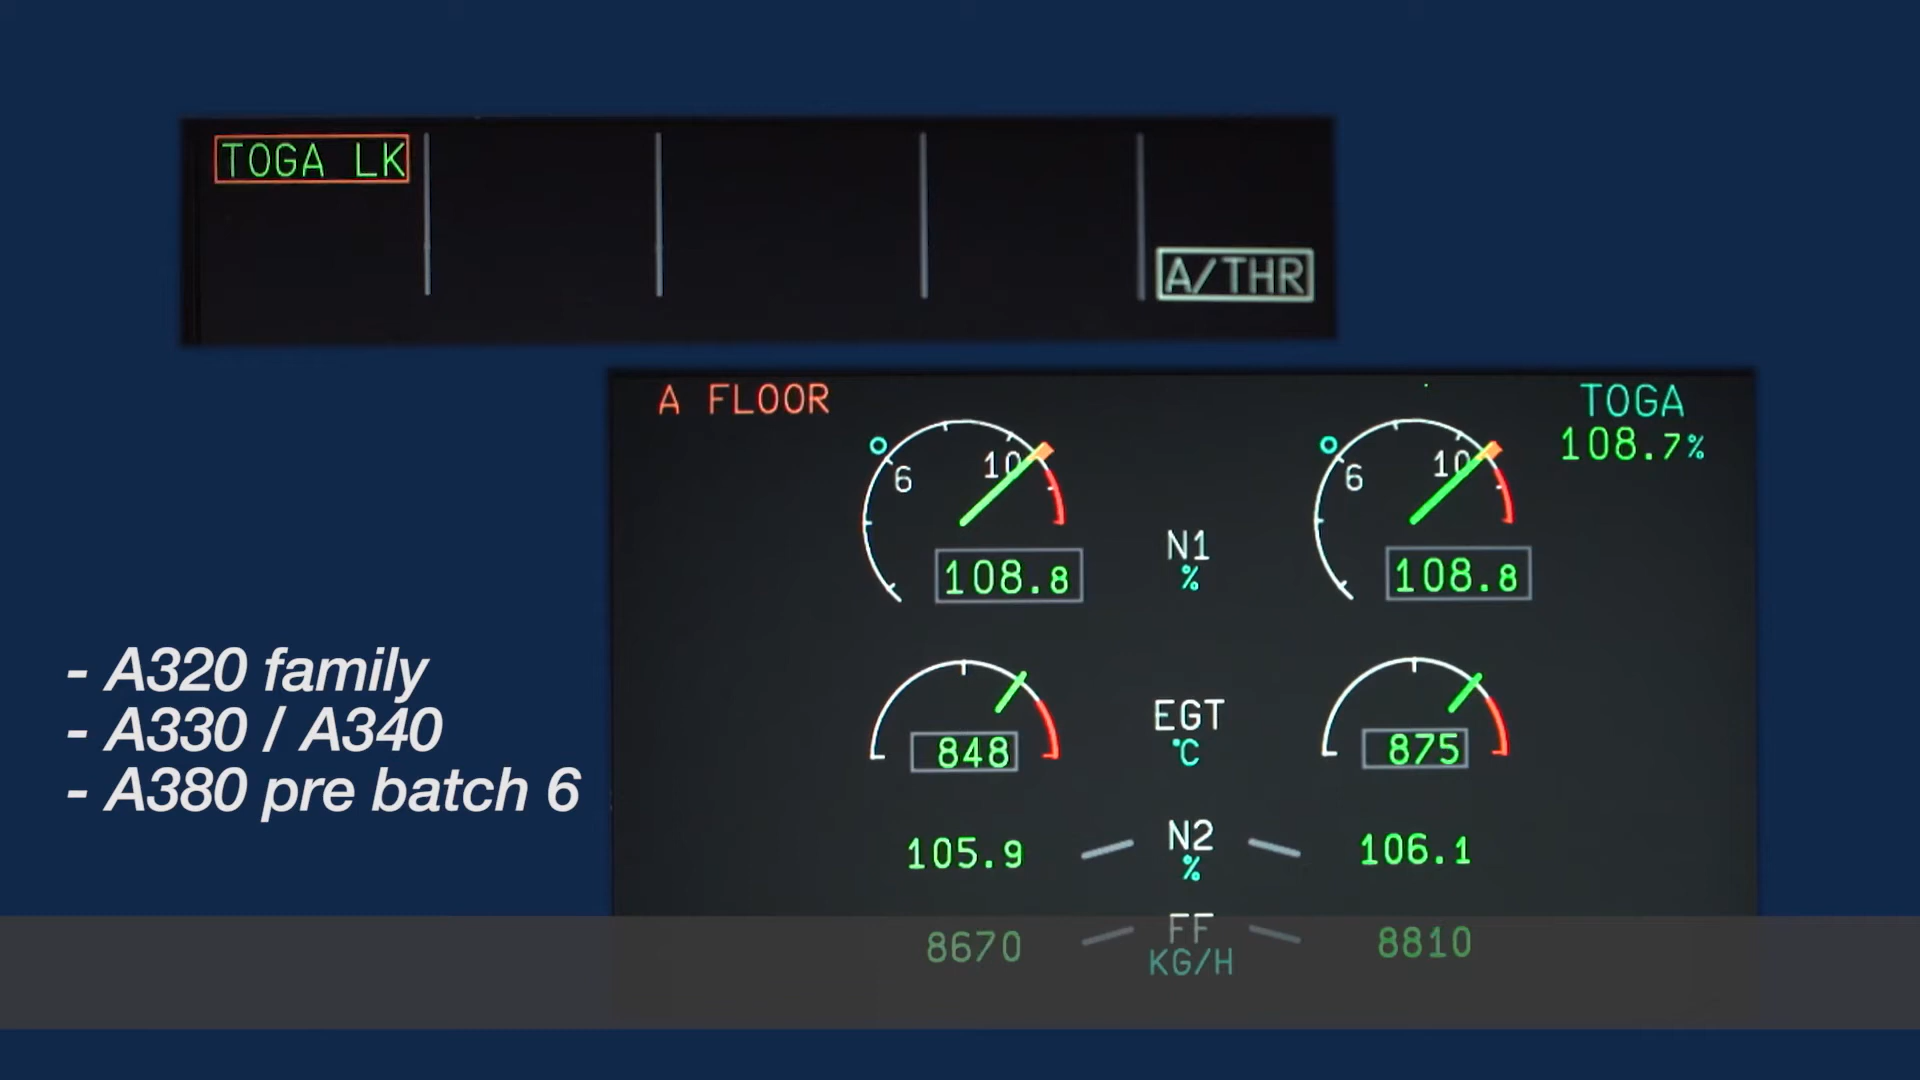 TOGA LK
A/THR
A FLOOR
TOGA
108.7%
6 10
6 10
N1
%
108.8
108.8
- A320 family
- A330 / A340
- A380 pre batch 6
EGT
°C
848
875
105.9
N2
%
106.1
8670
FF
KG/H
8810